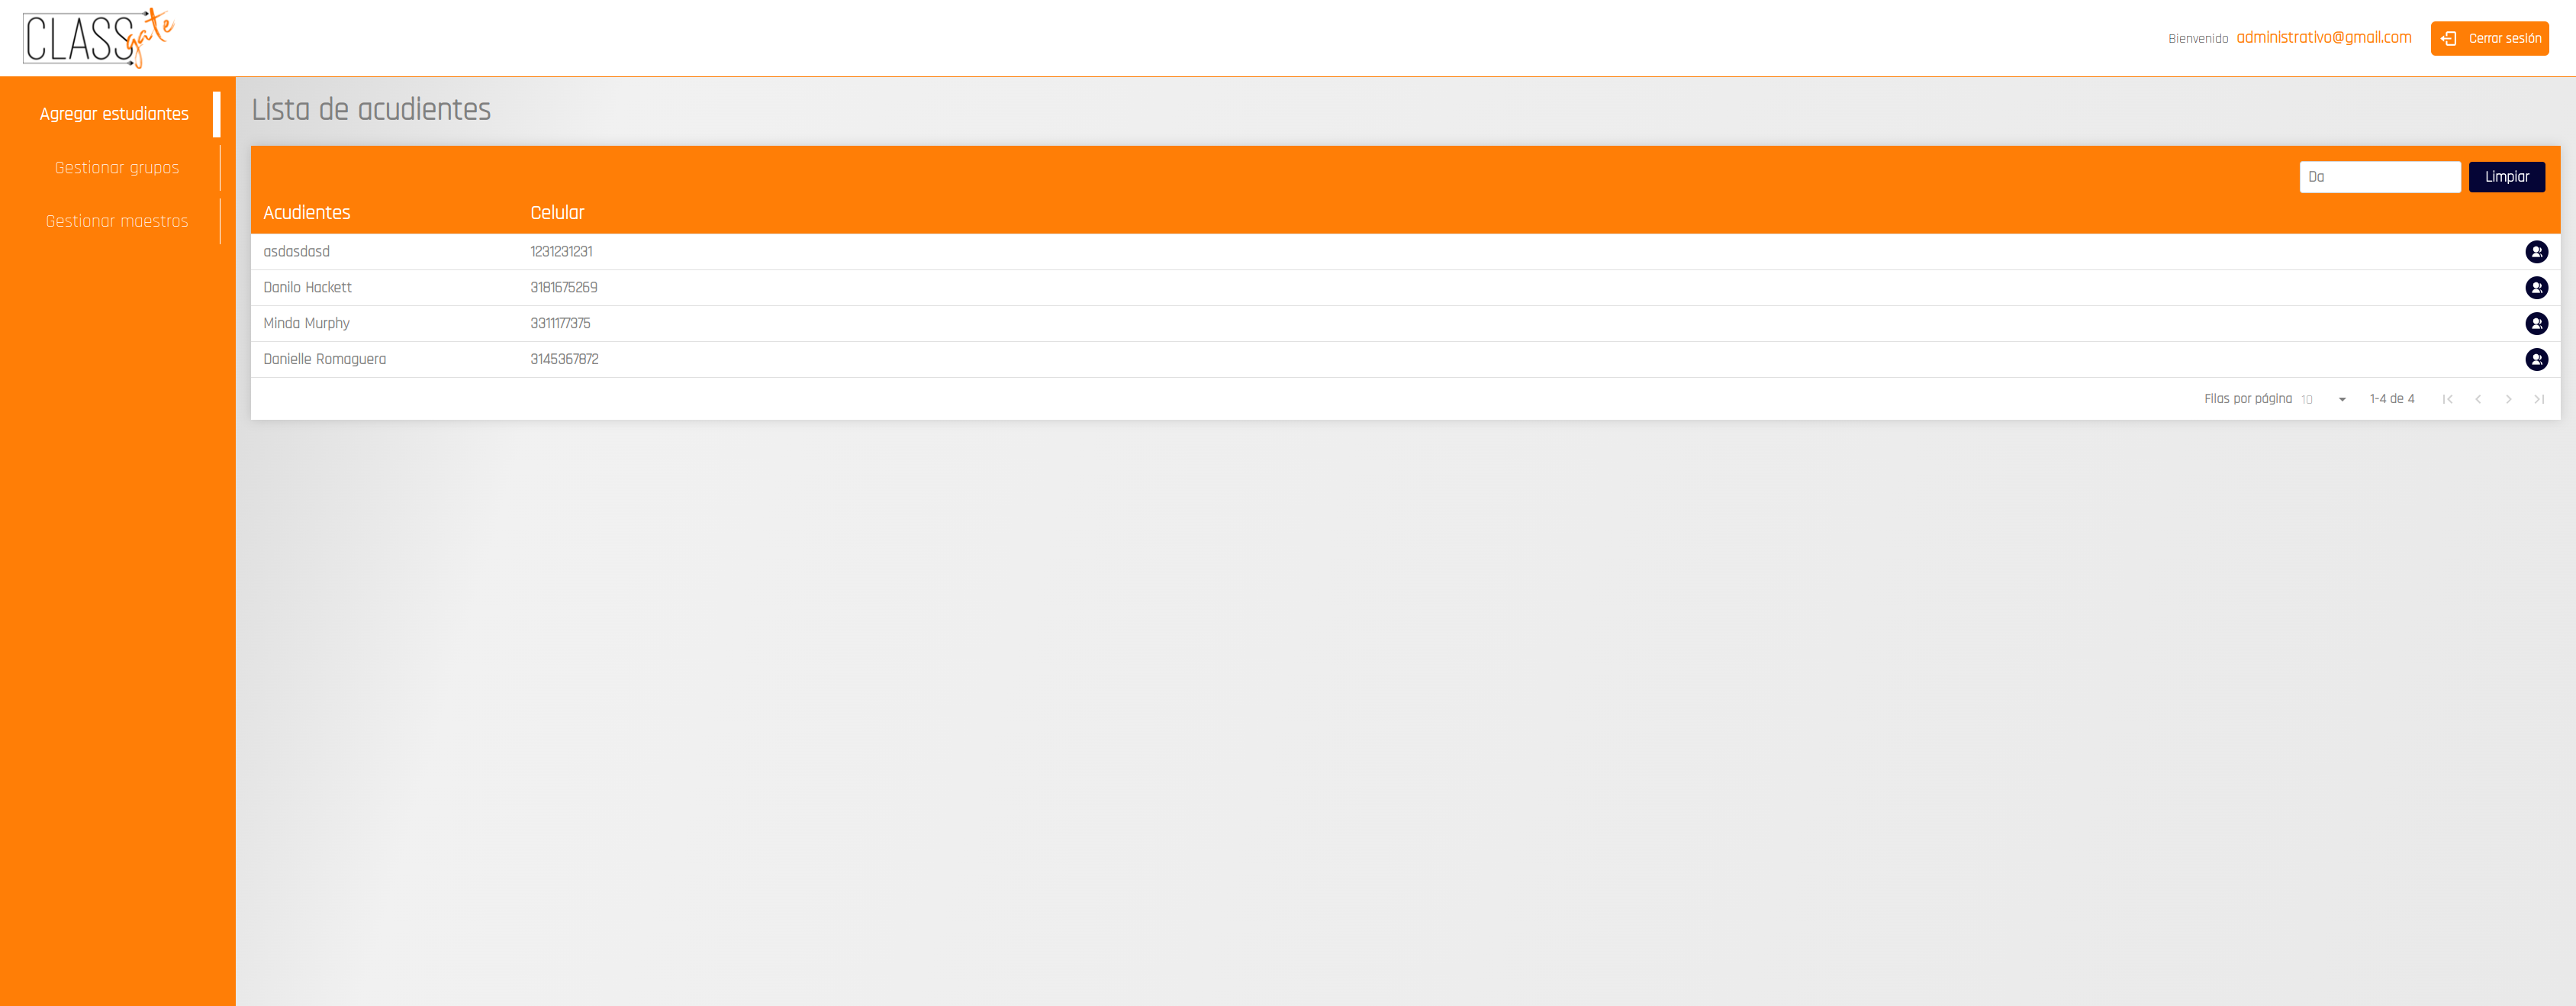 CLASSgate
Bienvenido administrativo@gmail.com Cerrar sesión
Agregar estudiantes
Gestionar grupos
Gestionar maestros
Lista de acudientes
Da Limpiar
Acudientes Celular
asdasdasd 1231231231
Danilo Hackett 3181675269
Minda Murphy 3311177375
Danielle Romaguera 3145367872
Filas por página 10 1-4 de 4